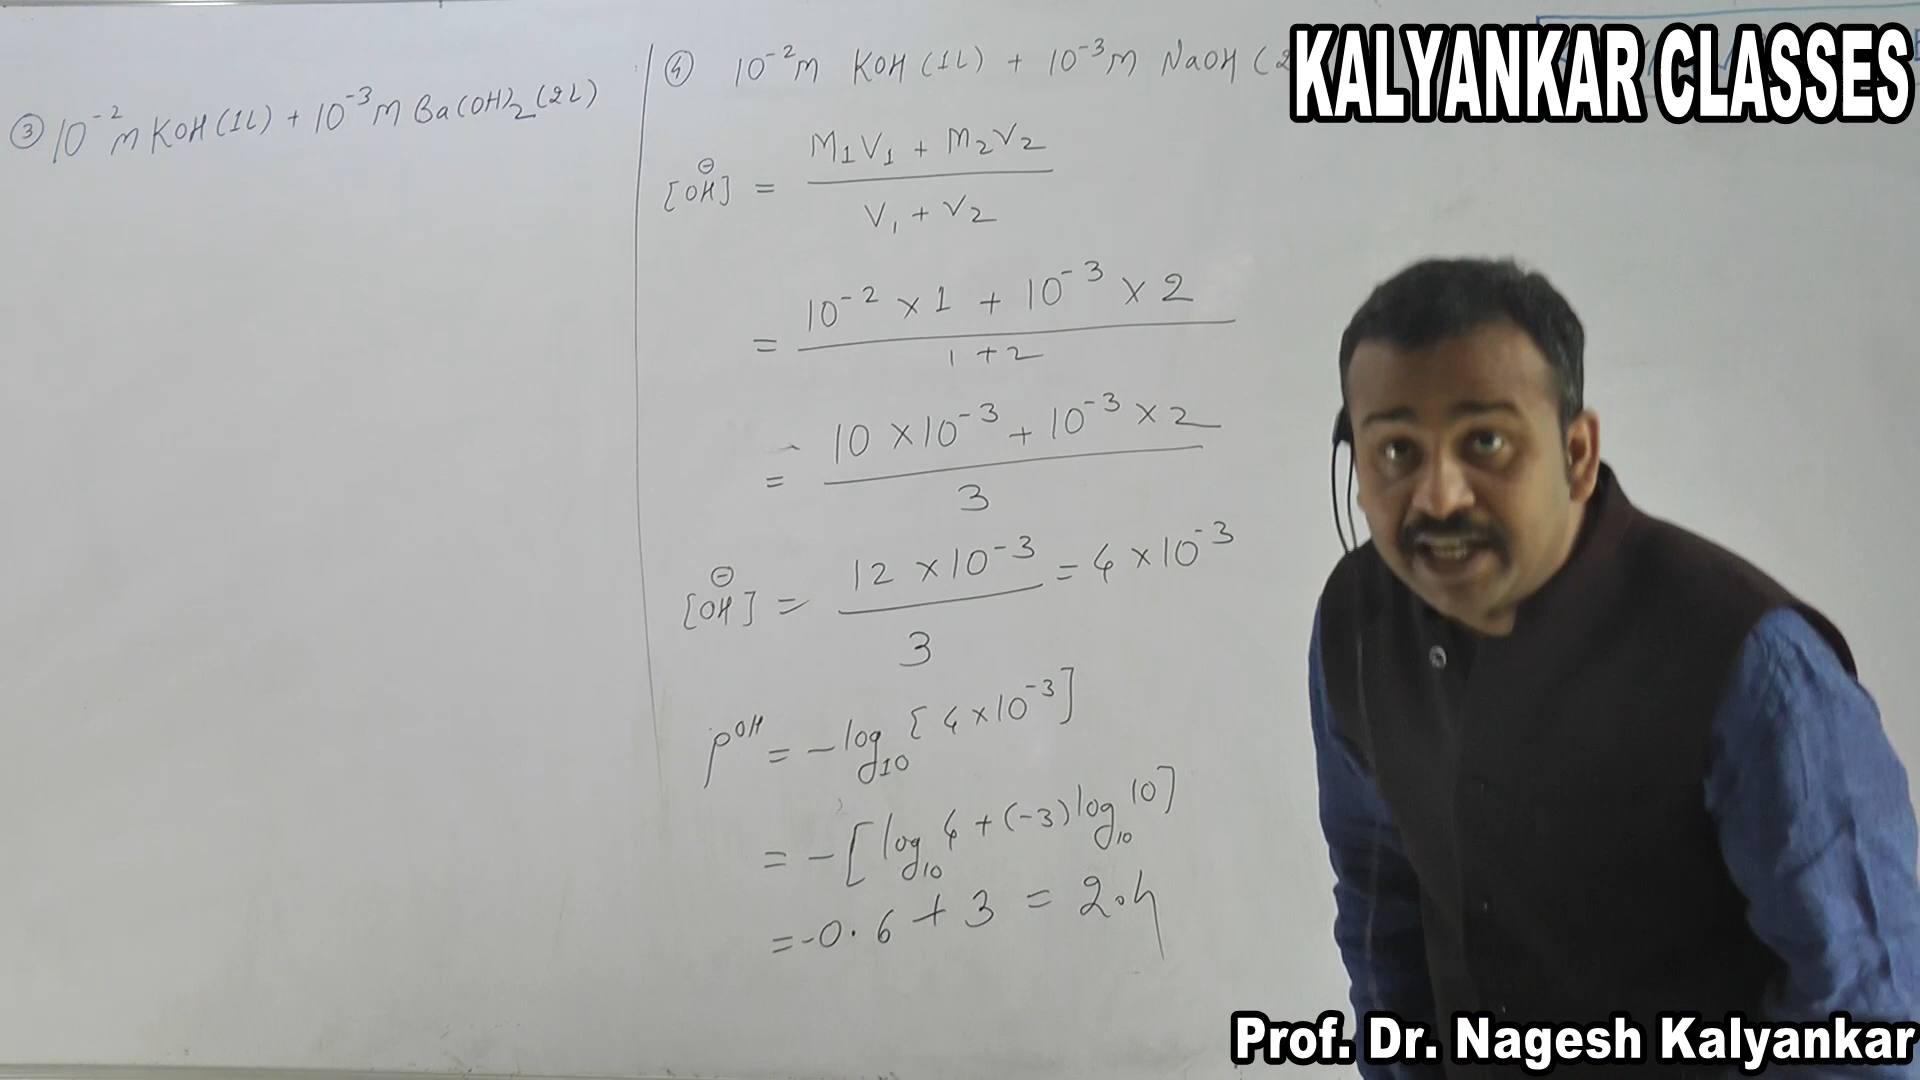 ③ 10⁻² M KOH (1L) + 10⁻³ M Ba(OH)₂ (2L)
④ 10⁻² M KOH (1L) + 10⁻³ M NaOH (2
[OH⊖] = M₁V₁ + M₂V₂
V₁ + V₂
= 10⁻² × 1 + 10⁻³ × 2
1 + 2
= 10 × 10⁻³ + 10⁻³ × 2
3
[OH⊖] = 12 × 10⁻³ = 4 × 10⁻³
3
pᴼᴴ = - log₁₀ [4 × 10⁻³]
= - [log₁₀ 4 + (-3) log₁₀ 10]
= -0.6 + 3 = 2.4
KALYANKAR CLASSES
Prof. Dr. Nagesh Kalyankar